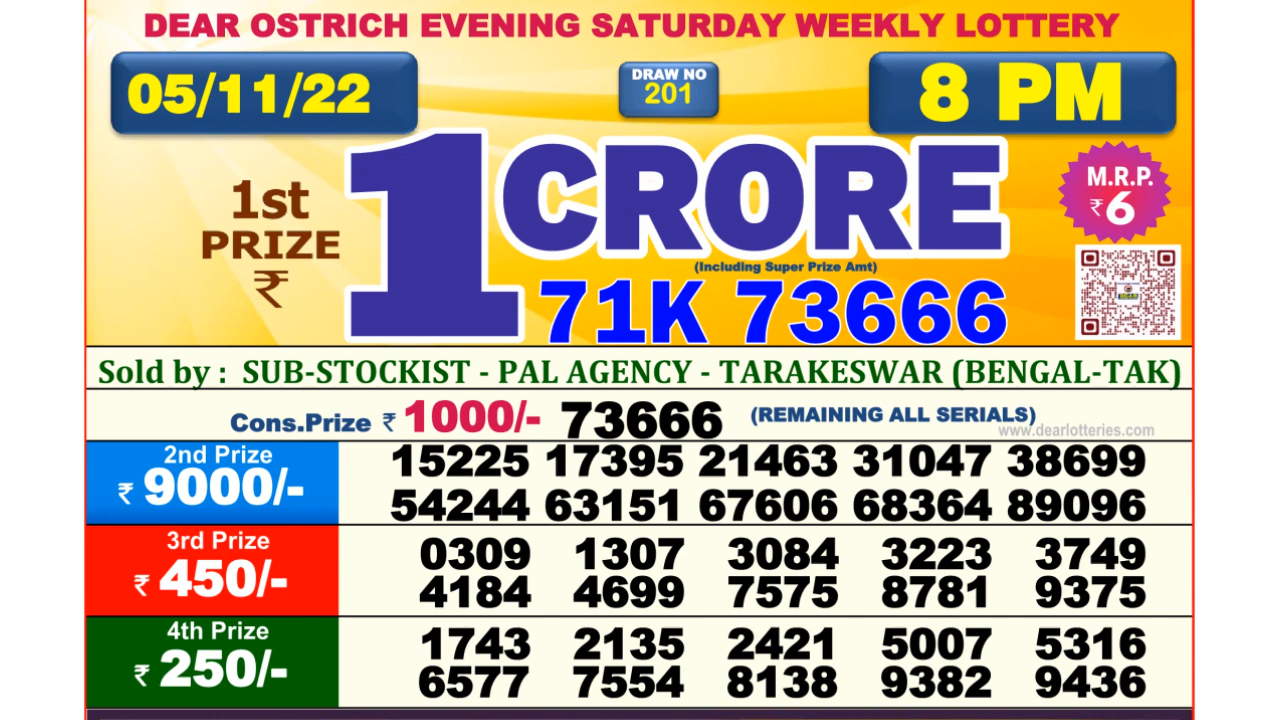 DEAR OSTRICH EVENING SATURDAY WEEKLY LOTTERY
05/11/22
DRAW NO
201
8 PM
1st
PRIZE
₹
1 CRORE
(Including Super Prize Amt)
71K 73666
M.R.P.
₹6
Sold by : SUB-STOCKIST - PAL AGENCY - TARAKESWAR (BENGAL-TAK)
Cons.Prize ₹ 1000/- 73666 (REMAINING ALL SERIALS)
www.dearlotteries.com
2nd Prize
₹ 9000/-
15225 17395 21463 31047 38699
54244 63151 67606 68364 89096
3rd Prize
₹ 450/-
0309 1307 3084 3223 3749
4184 4699 7575 8781 9375
4th Prize
₹ 250/-
1743 2135 2421 5007 5316
6577 7554 8138 9382 9436